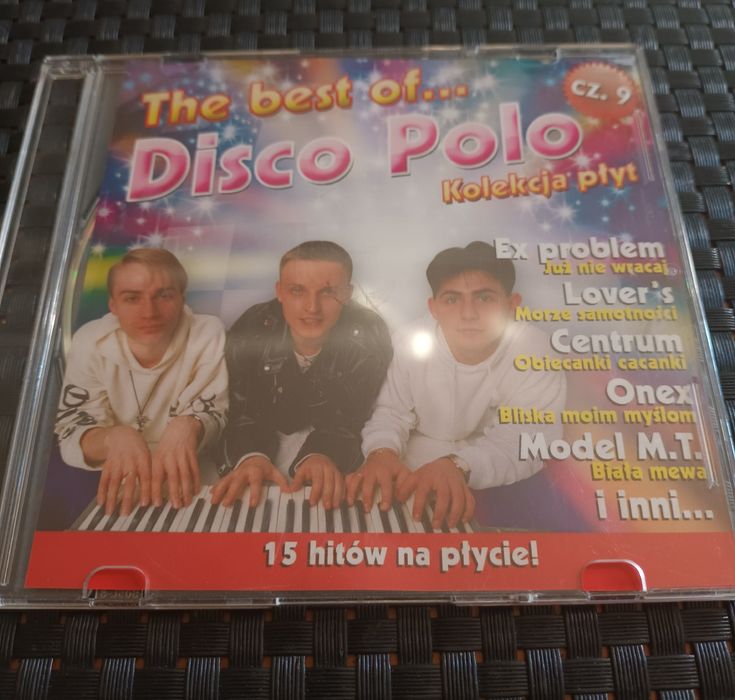 The best of...
cz. 9
Disco Polo
Kolekcja płyt
Ex problem
Już nie wracaj
Lover's
Morze samotności
Centrum
Obiecanki cacanki
Onex
Bliska moim myślom
Model M.T.
Biała mewa
i inni...
15 hitów na płycie!